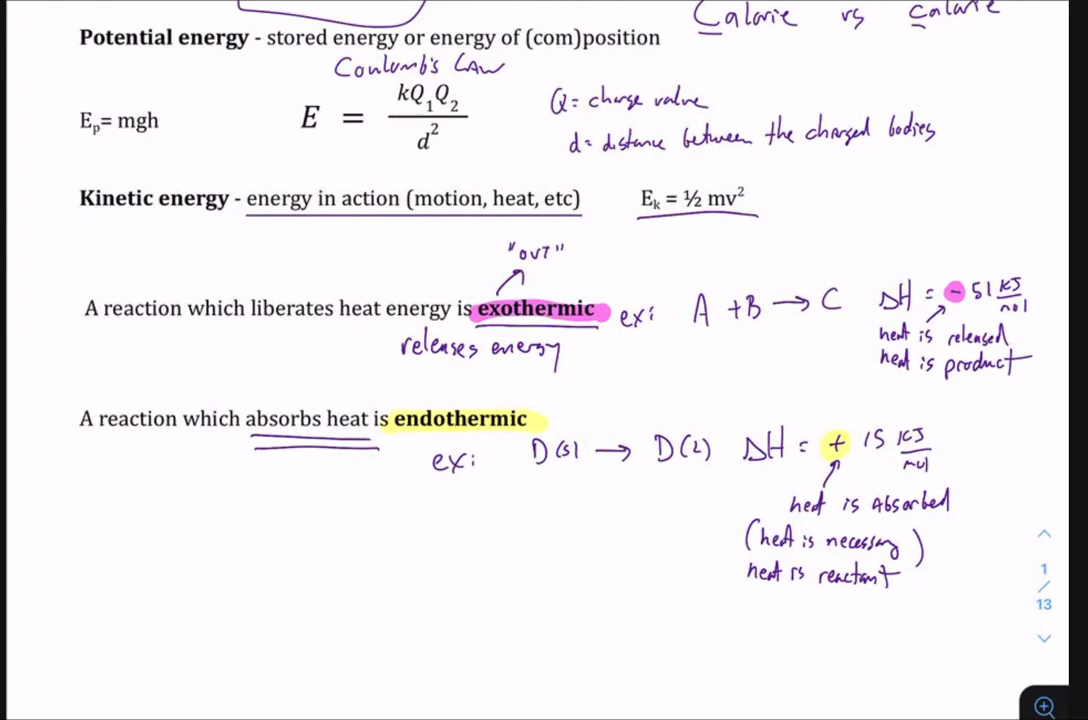 Calorie vs calorie
Potential energy - stored energy or energy of (com)position
Coulomb's Law
Eₚ= mgh E = kQ₁Q₂ / d²
Q = charge value
d = distance between the charged bodies
Kinetic energy - energy in action (motion, heat, etc) Eₖ = ½ mv²
"OUT"
A reaction which liberates heat energy is exothermic ex: A + B → C ΔH = - 51 kJ/mol
releases energy
heat is released
heat is product
A reaction which absorbs heat is endothermic
ex: D(s) → D(l) ΔH = + 15 kJ/mol
heat is Absorbed
(heat is necessary)
heat is reactant
1
/
13